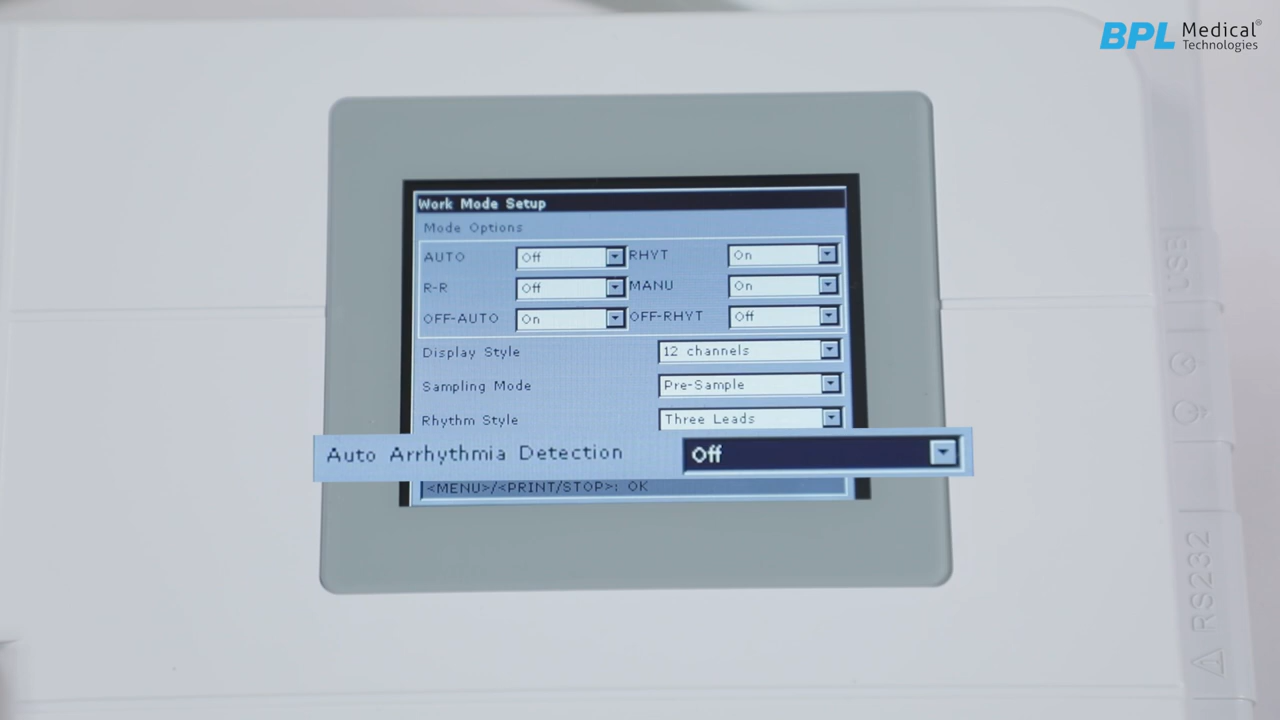 BPL Medical Technologies®
Work Mode Setup
Mode Options
AUTO Off RHYT On
R-R Off MANU On
OFF-AUTO On OFF-RHYT Off
Display Style 12 channels
Sampling Mode Pre-Sample
Rhythm Style Three Leads
Auto Arrhythmia Detection Off
<MENU>/<PRINT/STOP>: OK
USB
RS232